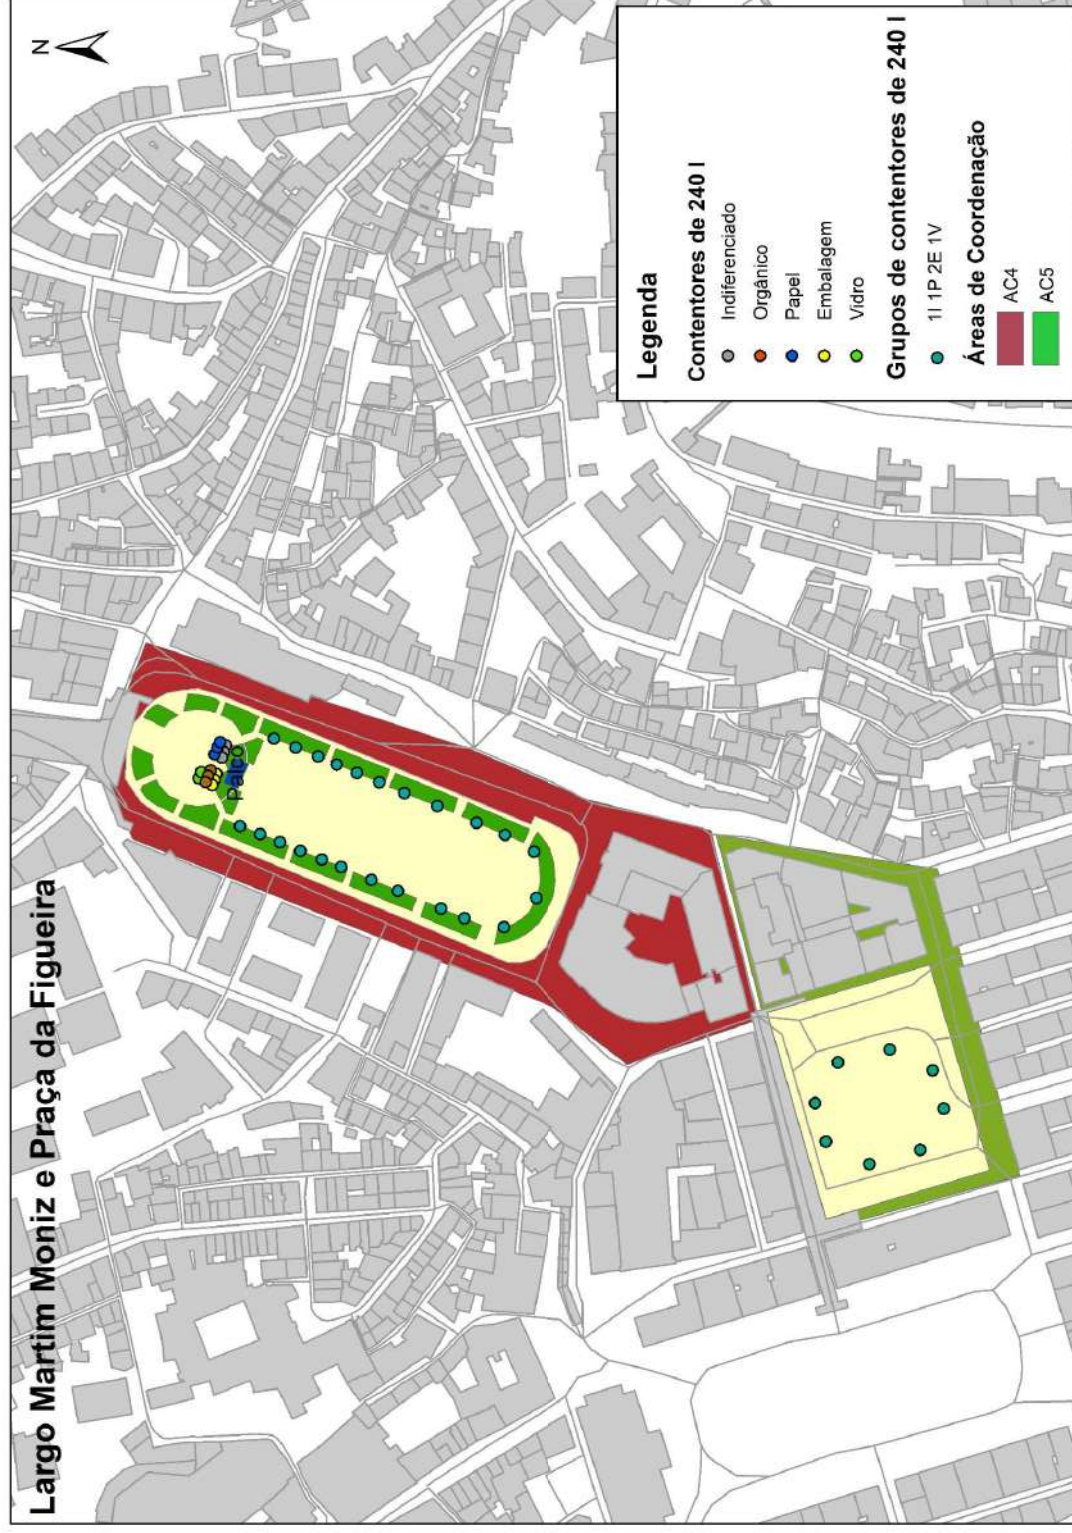 Largo Martim Moniz e Praça da Figueira
N
Palco
Legenda
Contentores de 240 l
Indiferenciado
Orgânico
Papel
Embalagem
Vidro
Grupos de contentores de 240 l
1I 1P 2E 1V
Áreas de Coordenação
AC4
AC5